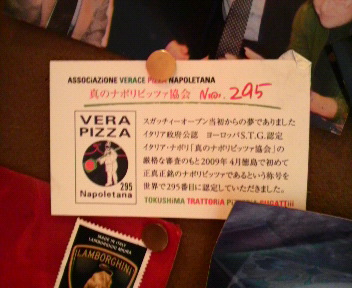 ASSOCIAZIONE VERACE PIZZA NAPOLETANA
真のナポリピッツァ協会 Num. 295
VERA
PIZZA
295
Napoletana
スガッティーオープン当初からの夢でありました
イタリア政府公認 ヨーロッパS.T.G.認定
イタリア・ナポリ「真のナポリピッツァ協会」の
厳格な審査のもと2009年4月徳島で初めて
正真正銘のナポリピッツァであるという称号を
世界で295番目に認定していただきました。
TOKUSHIMA TRATTORIA PIZZERIA SUGATTiii
MADE IN ITALY
LAMBORGHINI